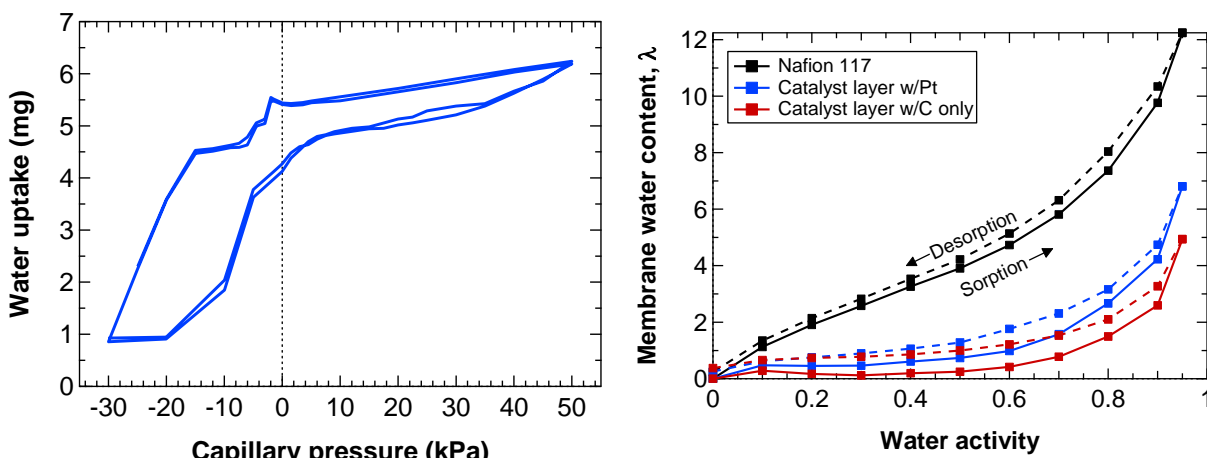 7
6
5
4
3
2
1
0
Water uptake (mg)
-30 -20 -10 0 10 20 30 40 50
Capillary pressure (kPa)
12
10
8
6
4
2
0
Membrane water content, λ
Nafion 117
Catalyst layer w/Pt
Catalyst layer w/C only
Desorption
Sorption
0 0.2 0.4 0.6 0.8 1
Water activity